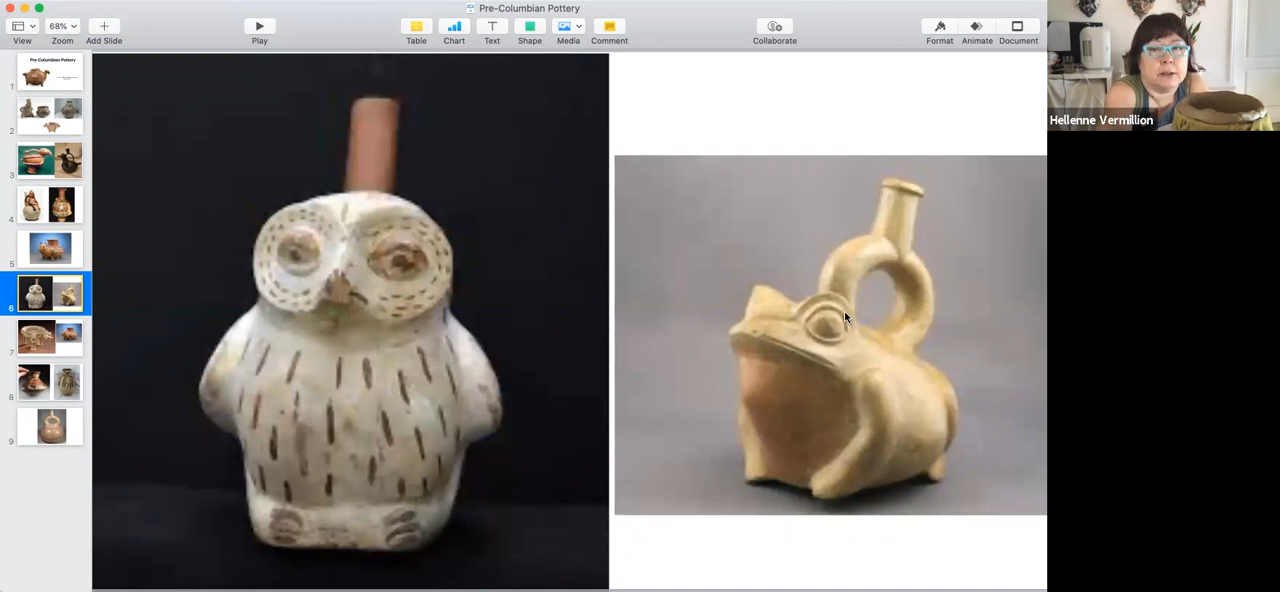 Pre-Columbian Pottery
68%
View
Zoom
Add Slide
Play
Table
Chart
Text
Shape
Media
Comment
Collaborate
Format
Animate
Document
1
Pre-Columbian Pottery
2
3
4
5
6
7
8
9
Hellenne Vermillion